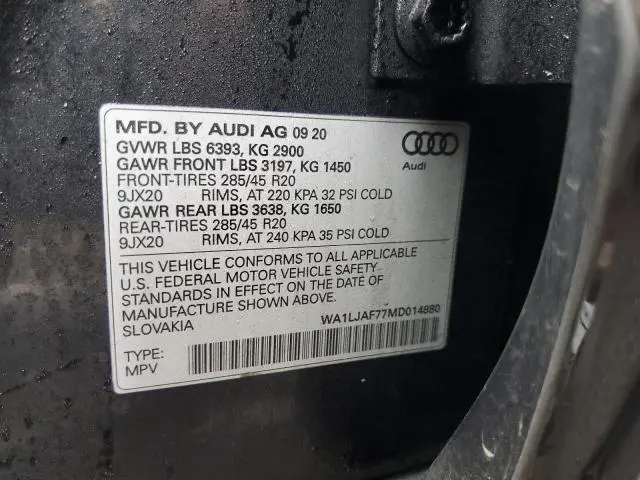 MFD. BY AUDI AG 09 20
GVWR LBS 6393, KG 2900
GAWR FRONT LBS 3197, KG 1450
FRONT-TIRES 285/45 R20
9JX20 RIMS, AT 220 KPA 32 PSI COLD
GAWR REAR LBS 3638, KG 1650
REAR-TIRES 285/45 R20
9JX20 RIMS, AT 240 KPA 35 PSI COLD
Audi
THIS VEHICLE CONFORMS TO ALL APPLICABLE
U.S. FEDERAL MOTOR VEHICLE SAFETY
STANDARDS IN EFFECT ON THE DATE OF
MANUFACTURE SHOWN ABOVE
SLOVAKIA
WA1LJAF77MD014880
TYPE:
MPV